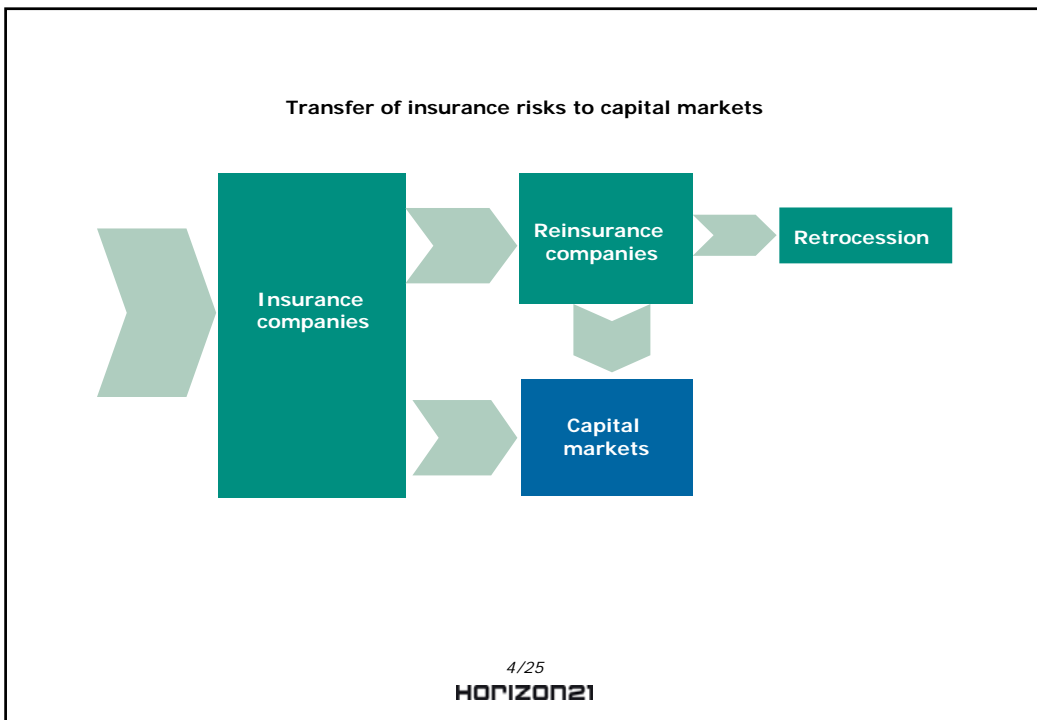 Transfer of insurance risks to capital markets
Insurance
companies
Reinsurance
companies
Retrocession
Capital
markets
4/25
HORIZON21